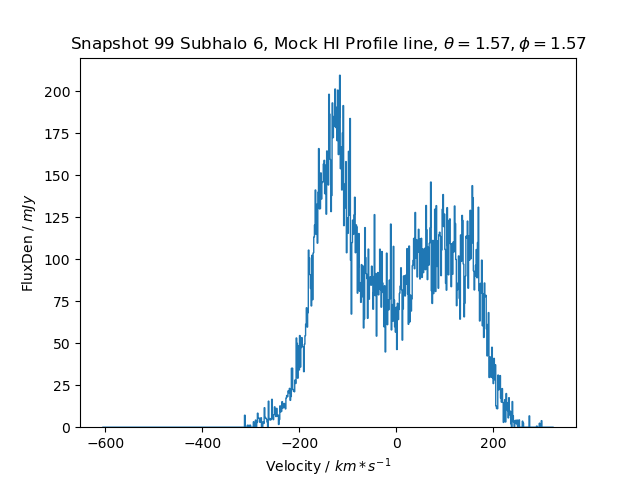 Snapshot 99 Subhalo 6, Mock HI Profile line, θ = 1.57, ϕ = 1.57
200
175
150
125
100
75
50
25
0
FluxDen / mJy
−600 −400 −200 0 200
Velocity / km * s⁻¹